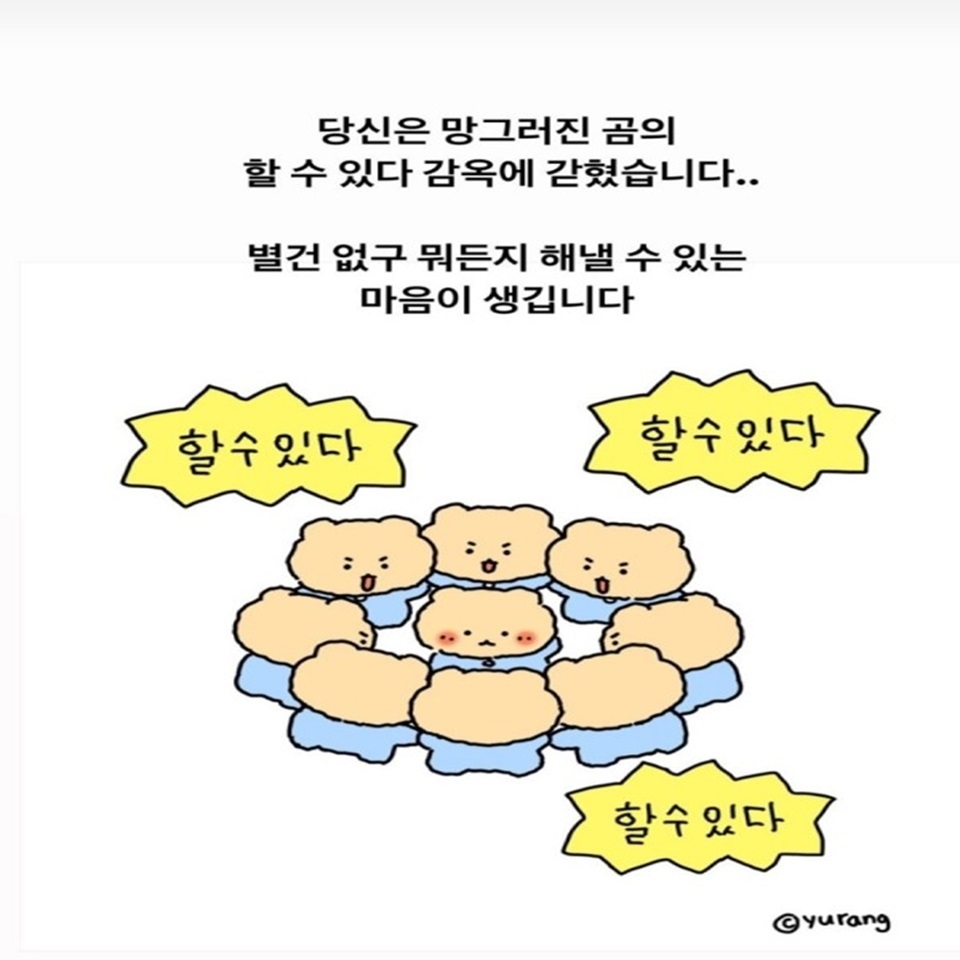 당신은 망그러진 곰의
할 수 있다 감옥에 갇혔습니다..
별건 없구 뭐든지 해낼 수 있는
마음이 생깁니다
할 수 있다
할 수 있다
할 수 있다
©yurang